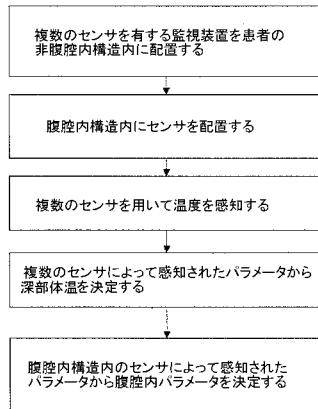 複数のセンサを有する監視装置を患者の
非腹腔内構造内に配置する
腹腔内構造内にセンサを配置する
複数のセンサを用いて温度を感知する
複数のセンサによって感知されたパラメータから
深部体温を決定する
腹腔内構造内のセンサによって感知された
パラメータから腹腔内パラメータを決定する